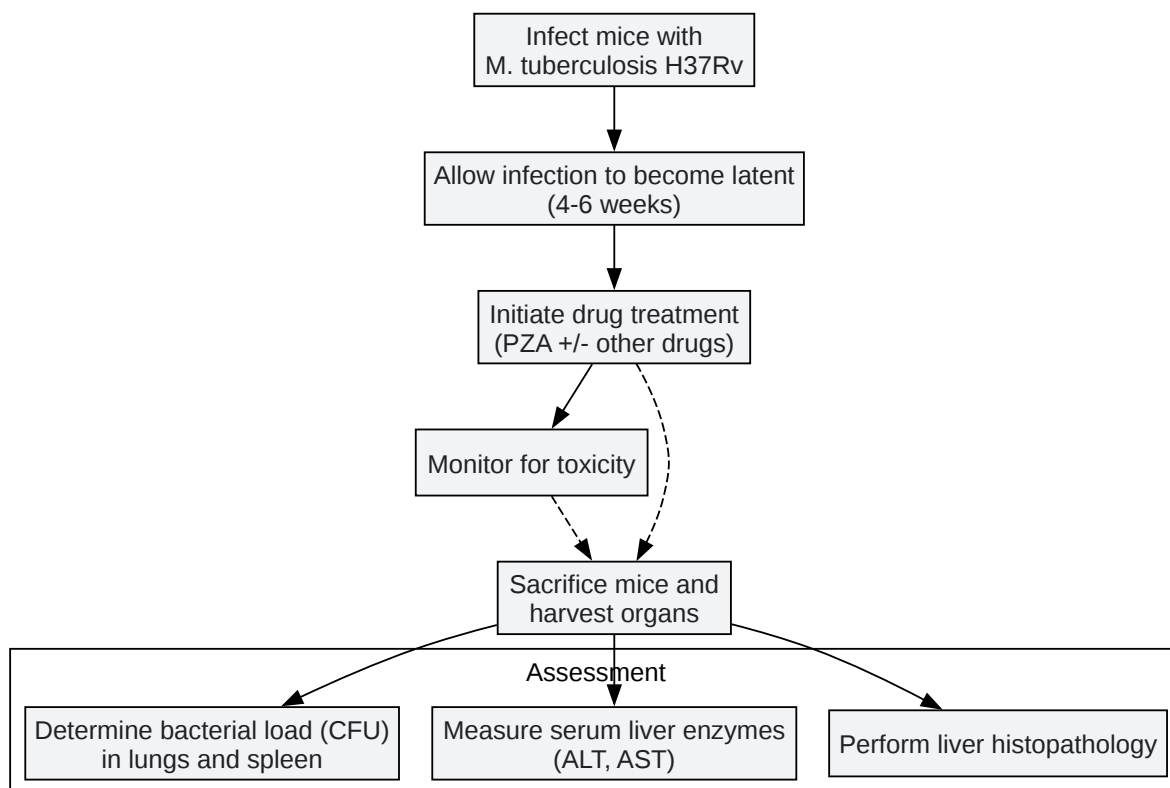 Infect mice with
M. tuberculosis H37Rv
Allow infection to become latent
(4-6 weeks)
Initiate drug treatment
(PZA +/- other drugs)
Monitor for toxicity
Sacrifice mice and
harvest organs
Assessment
Determine bacterial load (CFU)
in lungs and spleen
Measure serum liver enzymes
(ALT, AST)
Perform liver histopathology